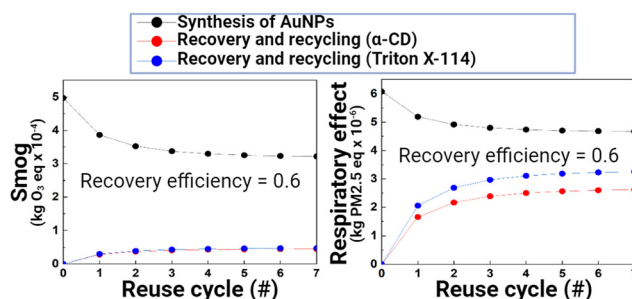 Synthesis of AuNPs
Recovery and recycling (α-CD)
Recovery and recycling (Triton X-114)
Smog
(kg O₃ eq x 10⁻⁴)
5
4
3
2
1
0
Recovery efficiency = 0.6
0 1 2 3 4 5 6 7
Reuse cycle (#)
Respiratory effect
(kg PM2.5 eq x 10⁻⁶)
6
5
4
3
2
1
0
Recovery efficiency = 0.6
0 1 2 3 4 5 6 7
Reuse cycle (#)